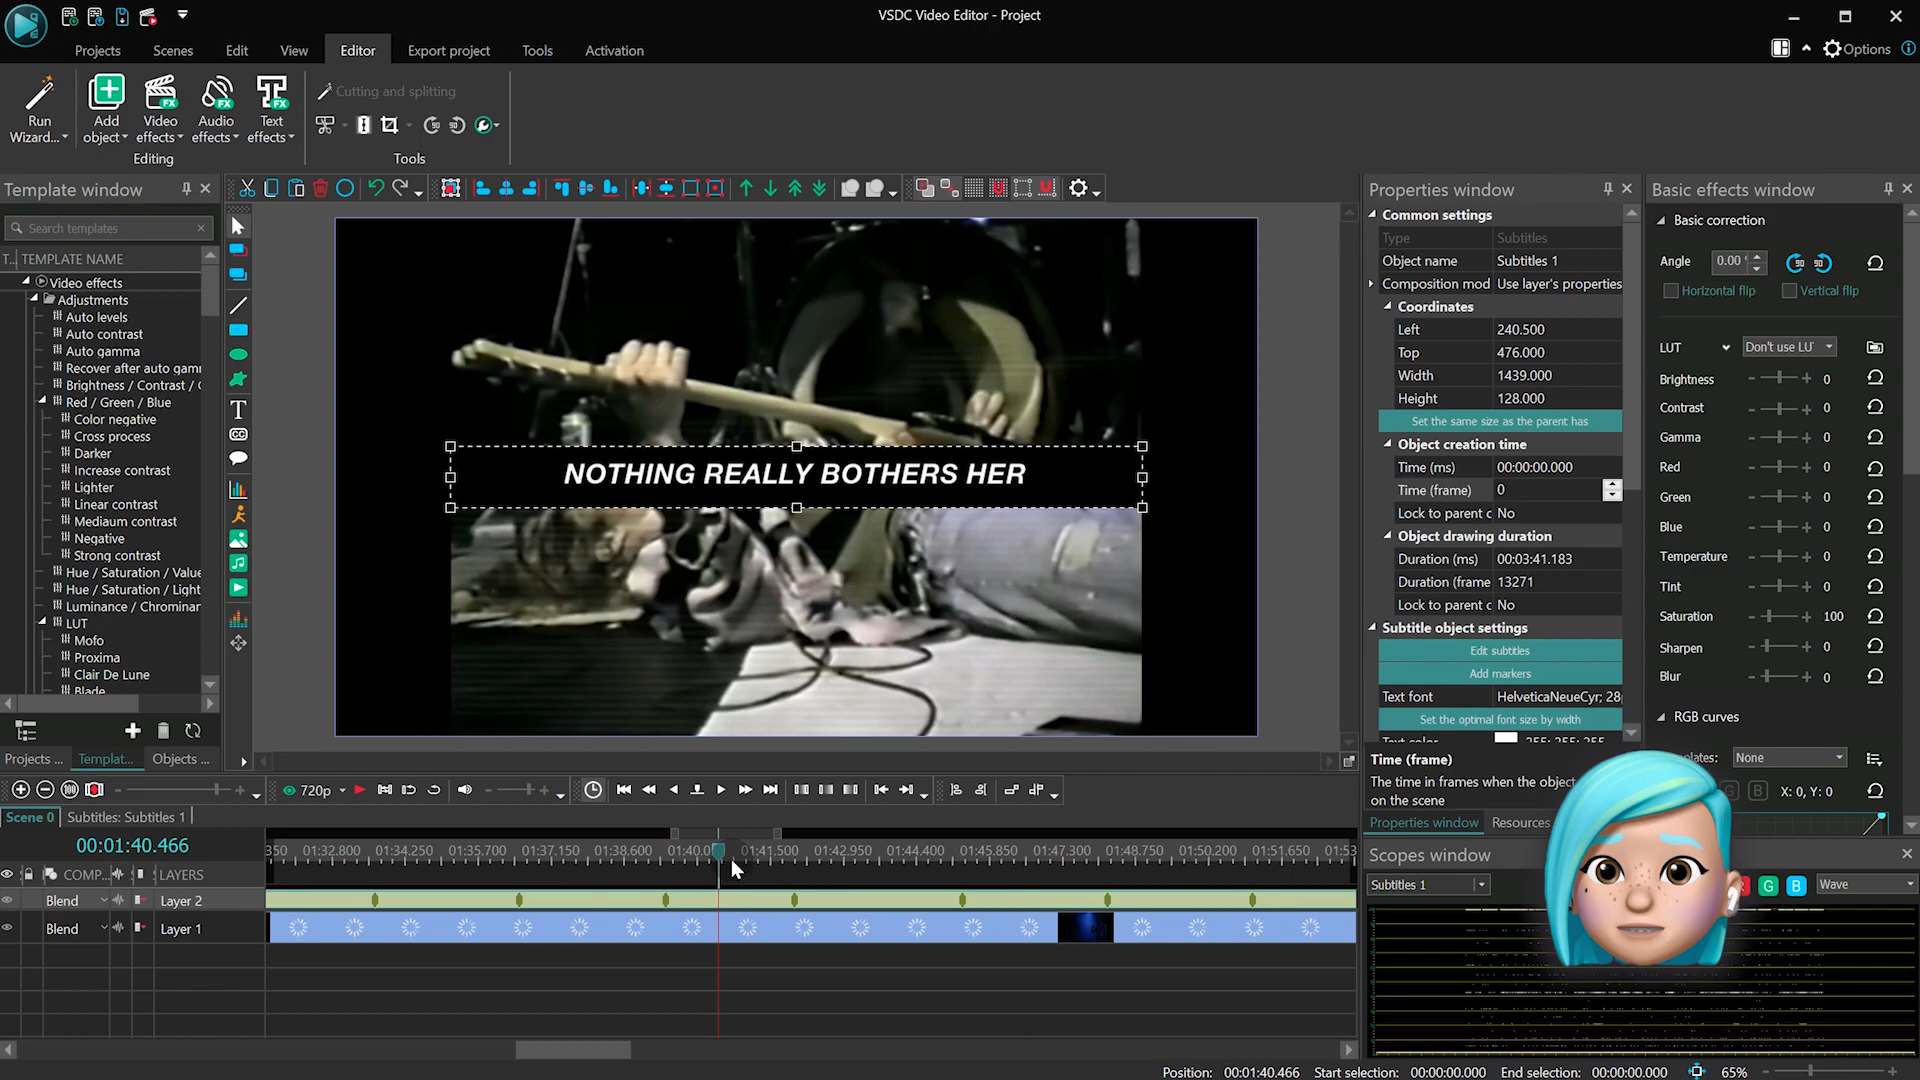 VSDC Video Editor - Project
Projects Scenes Edit View Editor Export project Tools Activation
Options
Run Wizard...
Add object
Video effects
Audio effects
Text effects
Editing
Cutting and splitting
Tools
Template window
Search templates
T... TEMPLATE NAME
Video effects
Adjustments
Auto levels
Auto contrast
Auto gamma
Recover after auto gamm
Brightness / Contrast / C
Red / Green / Blue
Color negative
Cross process
Darker
Increase contrast
Lighter
Linear contrast
Mediaum contrast
Negative
Strong contrast
Hue / Saturation / Value
Hue / Saturation / Light
Luminance / Chrominan
LUT
Mofo
Proxima
Clair De Lune
Blade
Projects ... Templat... Objects ...
NOTHING REALLY BOTHERS HER
Properties window
Common settings
Type Subtitles
Object name Subtitles 1
Composition mod Use layer's properties
Coordinates
Left 240.500
Top 476.000
Width 1439.000
Height 128.000
Set the same size as the parent has
Object creation time
Time (ms) 00:00:00.000
Time (frame) 0
Lock to parent c No
Object drawing duration
Duration (ms) 00:03:41.183
Duration (frame 13271
Lock to parent c No
Subtitle object settings
Edit subtitles
Add markers
Text font HelveticaNeueCyr; 28
Set the optimal font size by width
Text color 255; 255; 255
Time (frame)
The time in frames when the object
on the scene
Properties window Resources
Basic effects window
Basic correction
Angle 0.00 90 90
Horizontal flip Vertical flip
LUT Don't use LU
Brightness 0
Contrast 0
Gamma 0
Red 0
Green 0
Blue 0
Temperature 0
Tint 0
Saturation 100
Sharpen 0
Blur 0
RGB curves
plates: None
G B X: 0, Y: 0
720p
Scene 0 Subtitles: Subtitles 1
00:01:40.466
350 01:32.800 01:34.250 01:35.700 01:37.150 01:38.600 01:40.0 01:41.500 01:42.950 01:44.400 01:45.850 01:47.300 01:48.750 01:50.200 01:51.650 01:53
COMP... LAYERS
Blend Layer 2
Blend Layer 1
Scopes window
Subtitles 1 R G B Wave
Position: 00:01:40.466 Start selection: 00:00:00.000 End selection: 00:00:00.000 65%